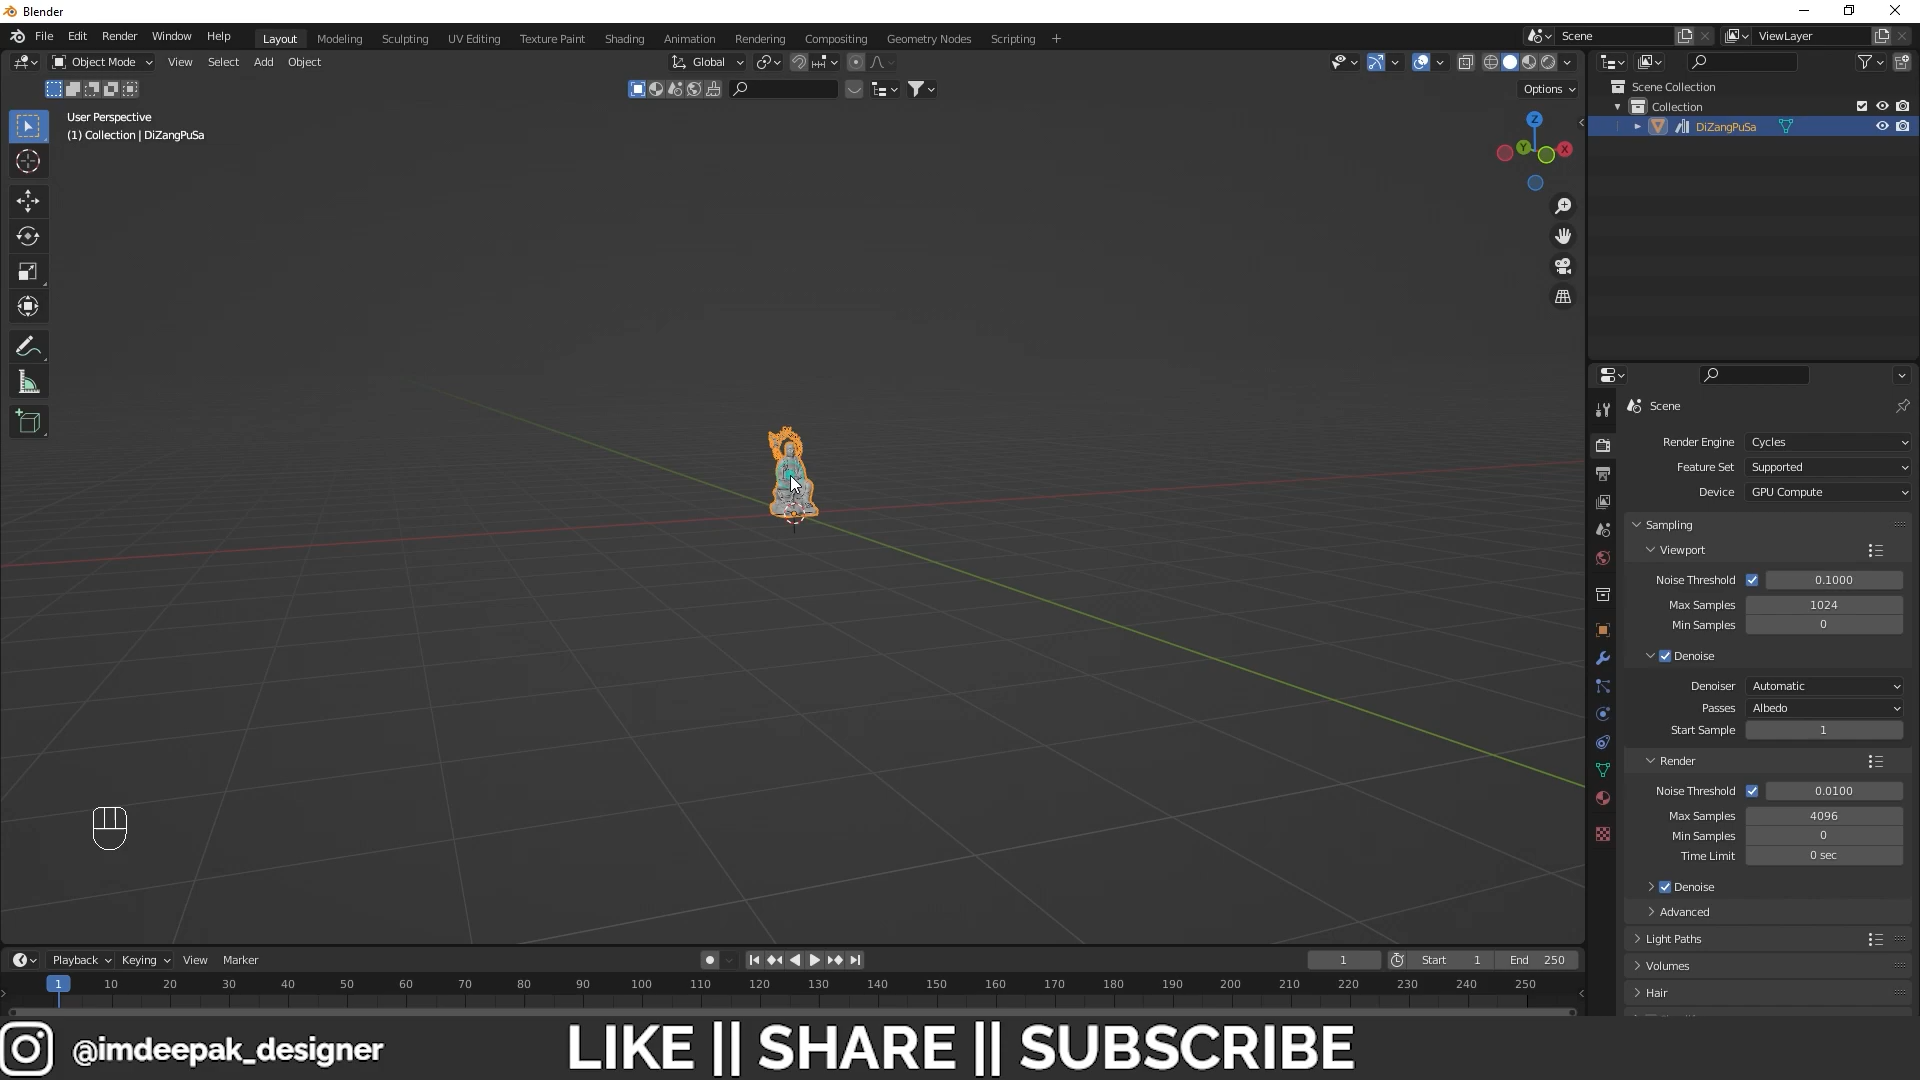 Blender
File Edit Render Window Help Layout Modeling Sculpting UV Editing Texture Paint Shading Animation Rendering Compositing Geometry Nodes Scripting + Scene ViewLayer
Object Mode View Select Add Object Global
Options
User Perspective
(1) Collection | DiZangPuSa
Z
Y
X
Scene Collection
Collection
DiZangPuSa
Scene
Render Engine Cycles
Feature Set Supported
Device GPU Compute
Sampling
Viewport
Noise Threshold 0.1000
Max Samples 1024
Min Samples 0
Denoise
Denoiser Automatic
Passes Albedo
Start Sample 1
Render
Noise Threshold 0.0100
Max Samples 4096
Min Samples 0
Time Limit 0 sec
Denoise
Advanced
Light Paths
Volumes
Hair
Playback Keying View Marker 1 Start 1 End 250
1 10 20 30 40 50 60 70 80 90 100 110 120 130 140 150 160 170 180 190 200 210 220 230 240 250
@imdeepak_designer LIKE || SHARE || SUBSCRIBE